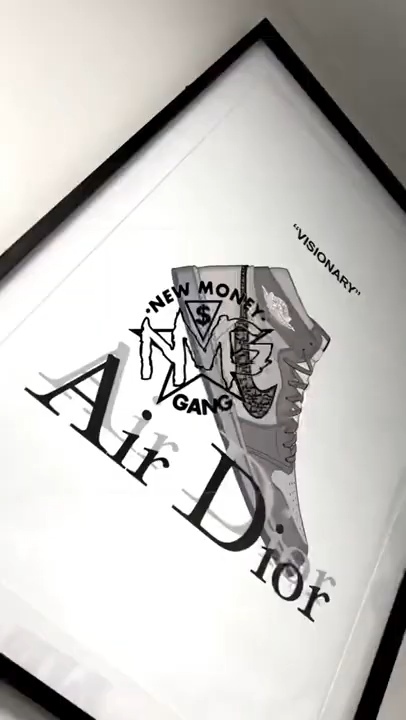 “VISIONARY”
·NEW MONEY·
$
NMG
GANG
Air Dior